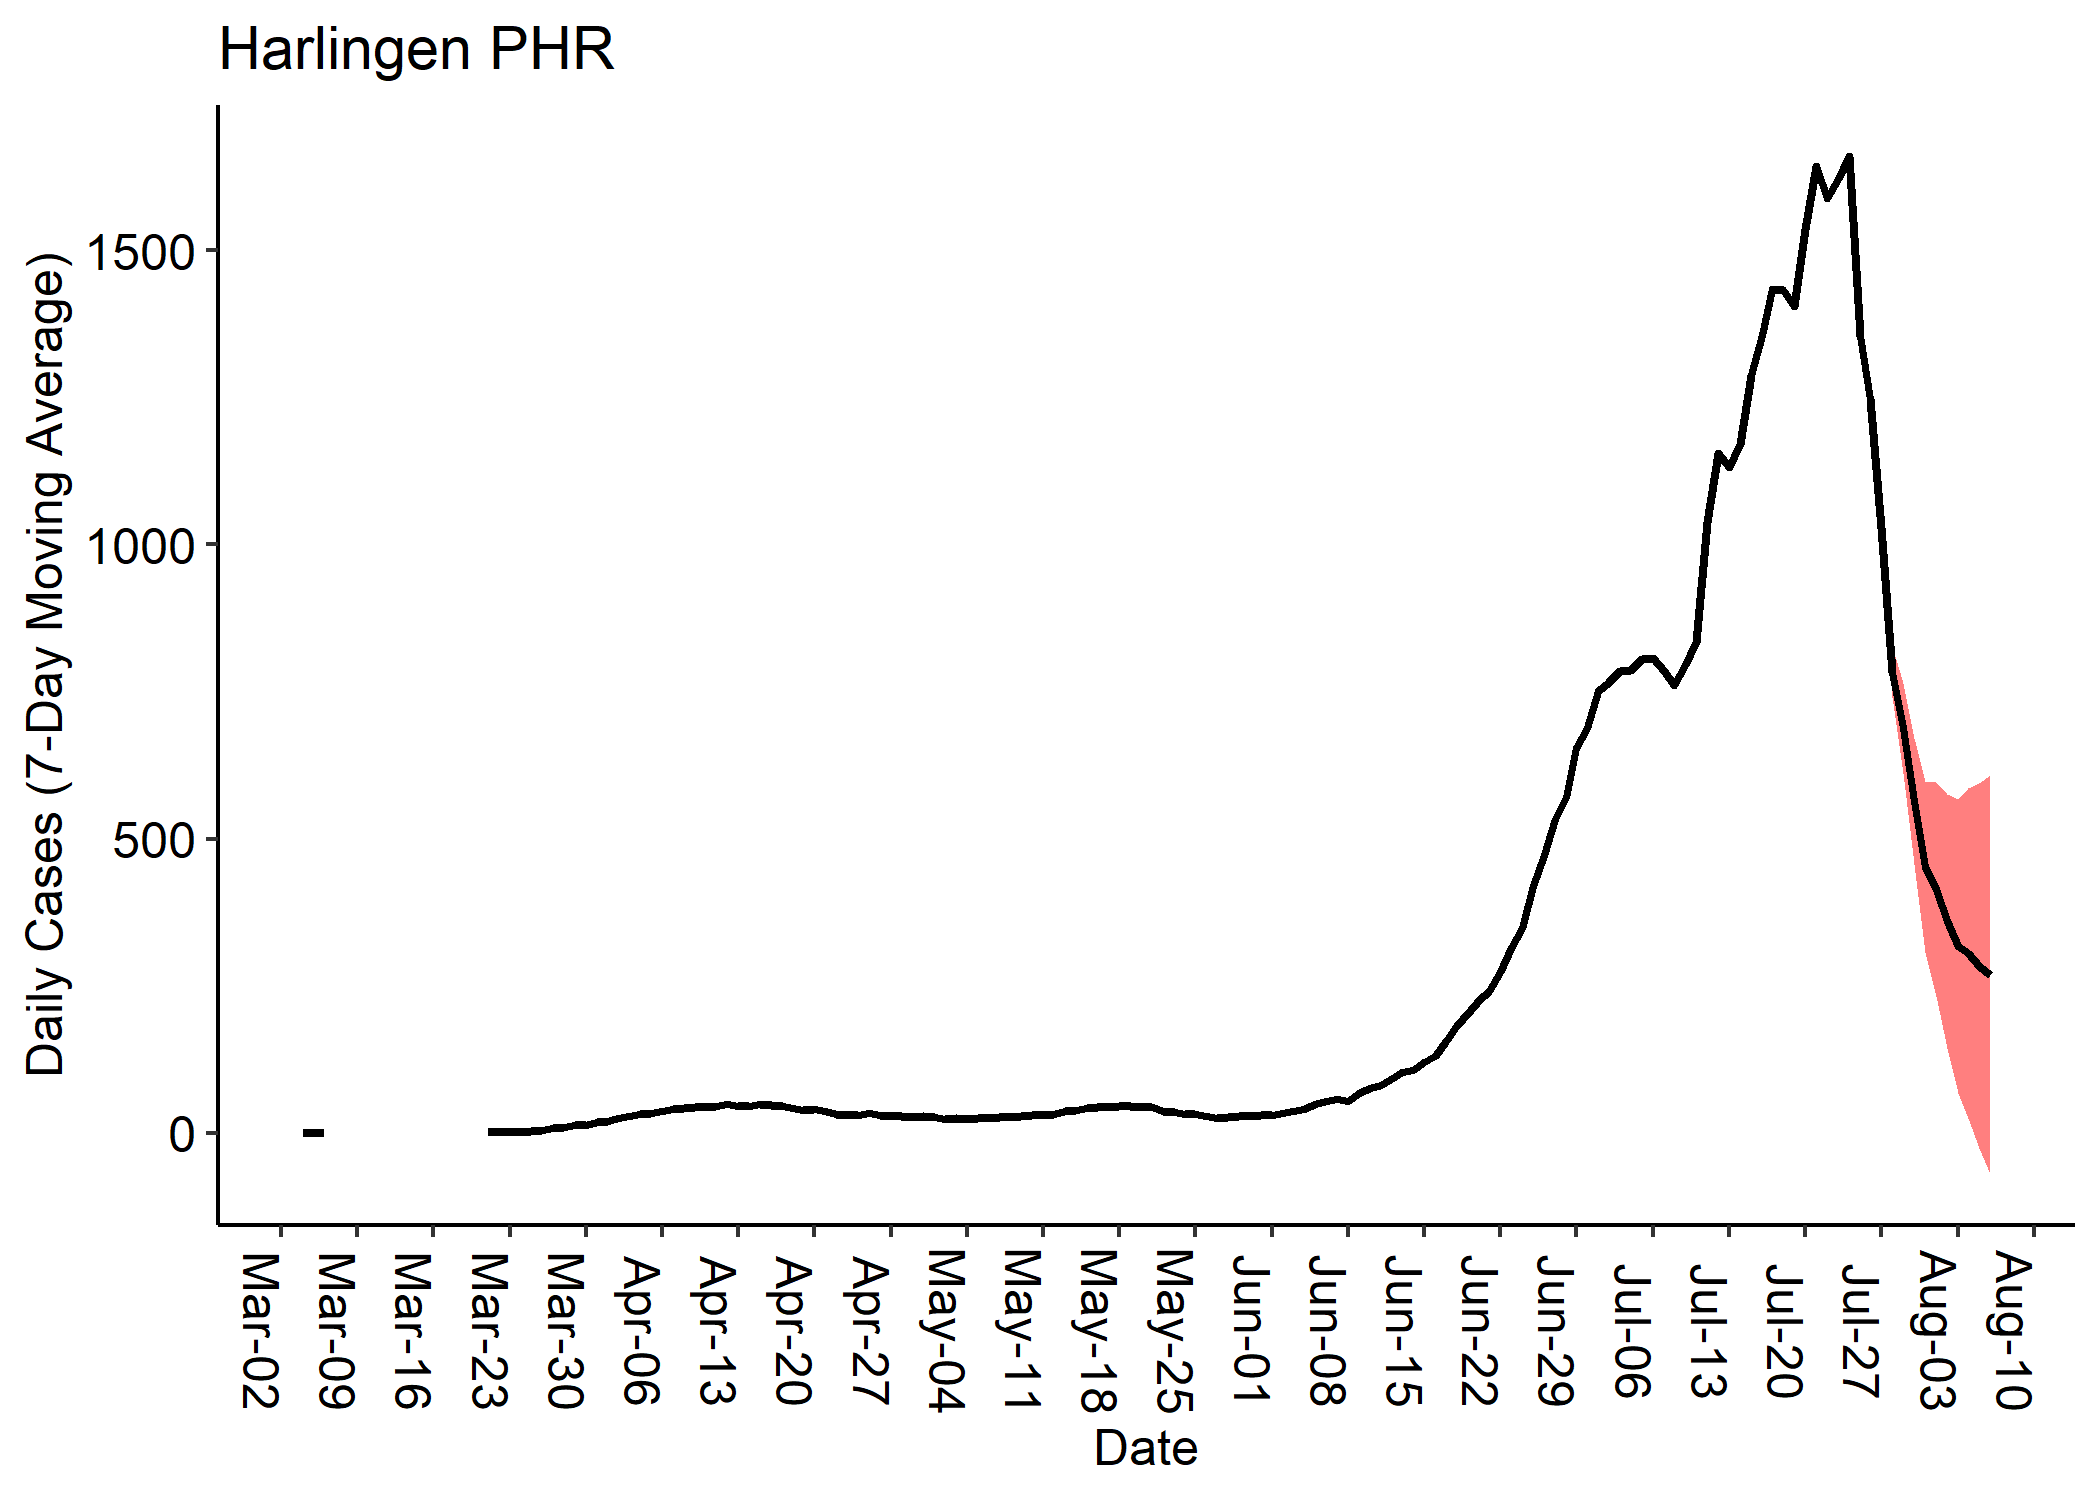 Harlingen PHR
Daily Cases (7-Day Moving Average)
1500
1000
500
0
Mar-02
Mar-09
Mar-16
Mar-23
Mar-30
Apr-06
Apr-13
Apr-20
Apr-27
May-04
May-11
May-18
May-25
Jun-01
Jun-08
Jun-15
Jun-22
Jun-29
Jul-06
Jul-13
Jul-20
Jul-27
Aug-03
Aug-10
Date